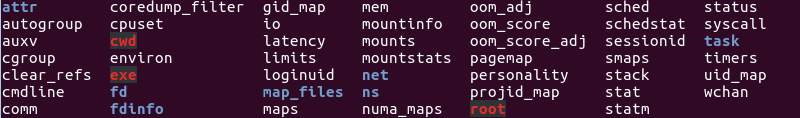 attr coredump_filter gid_map mem oom_adj sched status
autogroup cpuset io mountinfo oom_score schedstat syscall
auxv cwd latency mounts oom_score_adj sessionid task
cgroup environ limits mountstats pagemap smaps timers
clear_refs exe loginuid net personality stack uid_map
cmdline fd map_files ns projid_map stat wchan
comm fdinfo maps numa_maps root statm